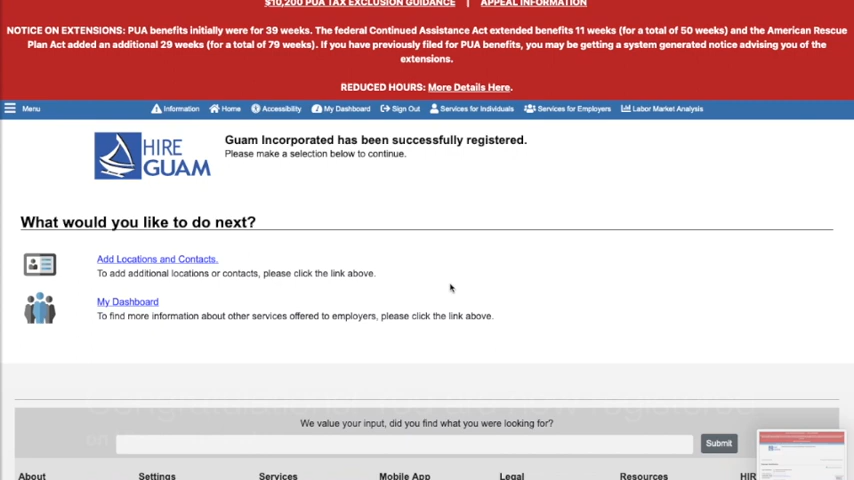 $10,200 PUA TAX EXCLUSION GUIDANCE | APPEAL INFORMATION
NOTICE ON EXTENSIONS: PUA benefits initially were for 39 weeks. The federal Continued Assistance Act extended benefits 11 weeks (for a total of 50 weeks) and the American Rescue
Plan Act added an additional 29 weeks (for a total of 79 weeks). If you have previously filed for PUA benefits, you may be getting a system generated notice advising you of the
extensions.
REDUCED HOURS: More Details Here.
Menu Information Home Accessibility My Dashboard Sign Out Services for Individuals Services for Employers Labor Market Analysis
HIRE
GUAM
Guam Incorporated has been successfully registered.
Please make a selection below to continue.
What would you like to do next?
Add Locations and Contacts.
To add additional locations or contacts, please click the link above.
My Dashboard
To find more information about other services offered to employers, please click the link above.
We value your input, did you find what you were looking for?
Submit
About Settings Services Mobile App Legal Resources HIR